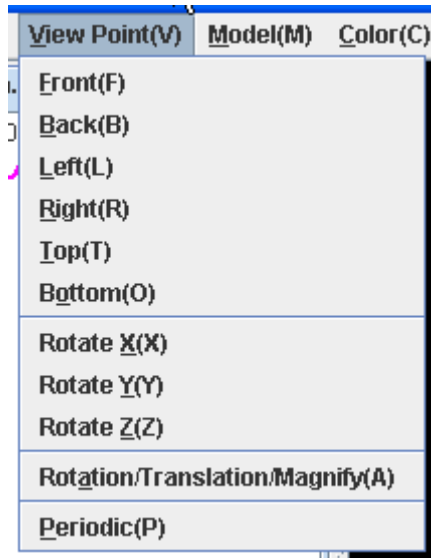 View Point(V) Model(M) Color(C)
Front(F)
Back(B)
Left(L)
Right(R)
Top(T)
Bottom(O)
Rotate X(X)
Rotate Y(Y)
Rotate Z(Z)
Rotation/Translation/Magnify(A)
Periodic(P)